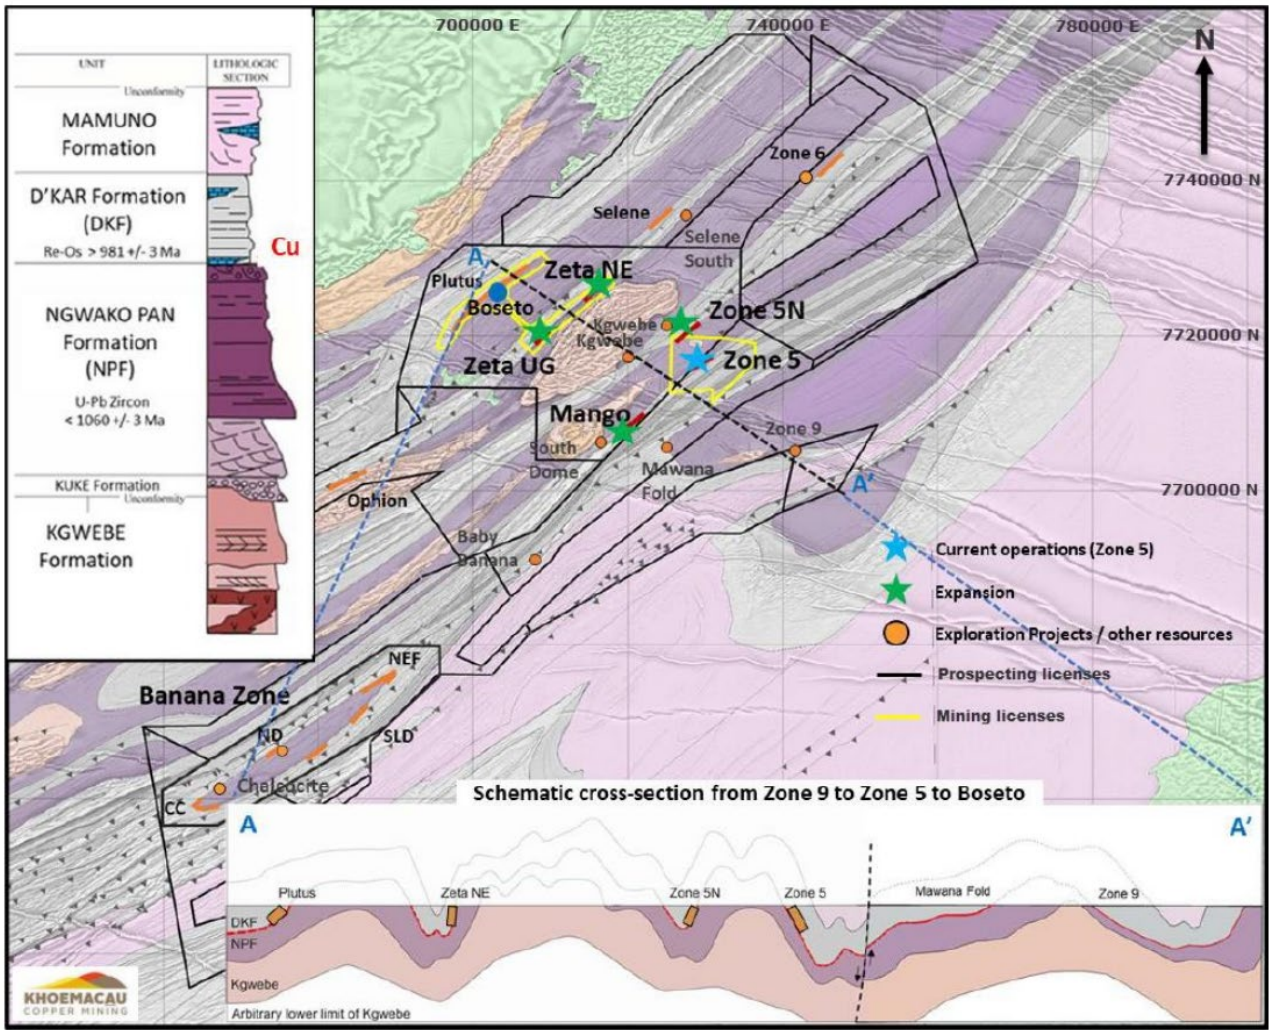 UNIT
LITHOLOGIC
SECTION
Unconformity
MAMUNO
Formation
D'KAR Formation
(DKF)
Re-Os > 981 +/- 3 Ma
Cu
NGWAKO PAN
Formation
(NPF)
U-Pb Zircon
< 1060 +/- 3 Ma
KUKE Formation
Unconformity
KGWEBE
Formation
700000 E
740000 E
780000 E
N
7740000 N
7720000 N
7700000 N
Zone 6
Selene
Selene
South
A
Plutus
Zeta NE
Boseto
Kgwebe
Kgwebe
Zone 5N
Zone 5
Zeta UG
Mango
South
Dome
Zone 9
Mawana
Fold
A'
Ophion
Baby
Banana
Current operations (Zone 5)
Expansion
Exploration Projects / other resources
Prospecting licenses
Mining licenses
NEF
Banana Zone
ND
SLD
Chalcocite
CC
Schematic cross-section from Zone 9 to Zone 5 to Boseto
A
A'
Plutus
Zeta NE
Zone 5N
Zone 5
Mawana Fold
Zone 9
DKF
NPF
Kgwebe
Arbitrary lower limit of Kgwebe
KHOEMACAU
COPPER MINING